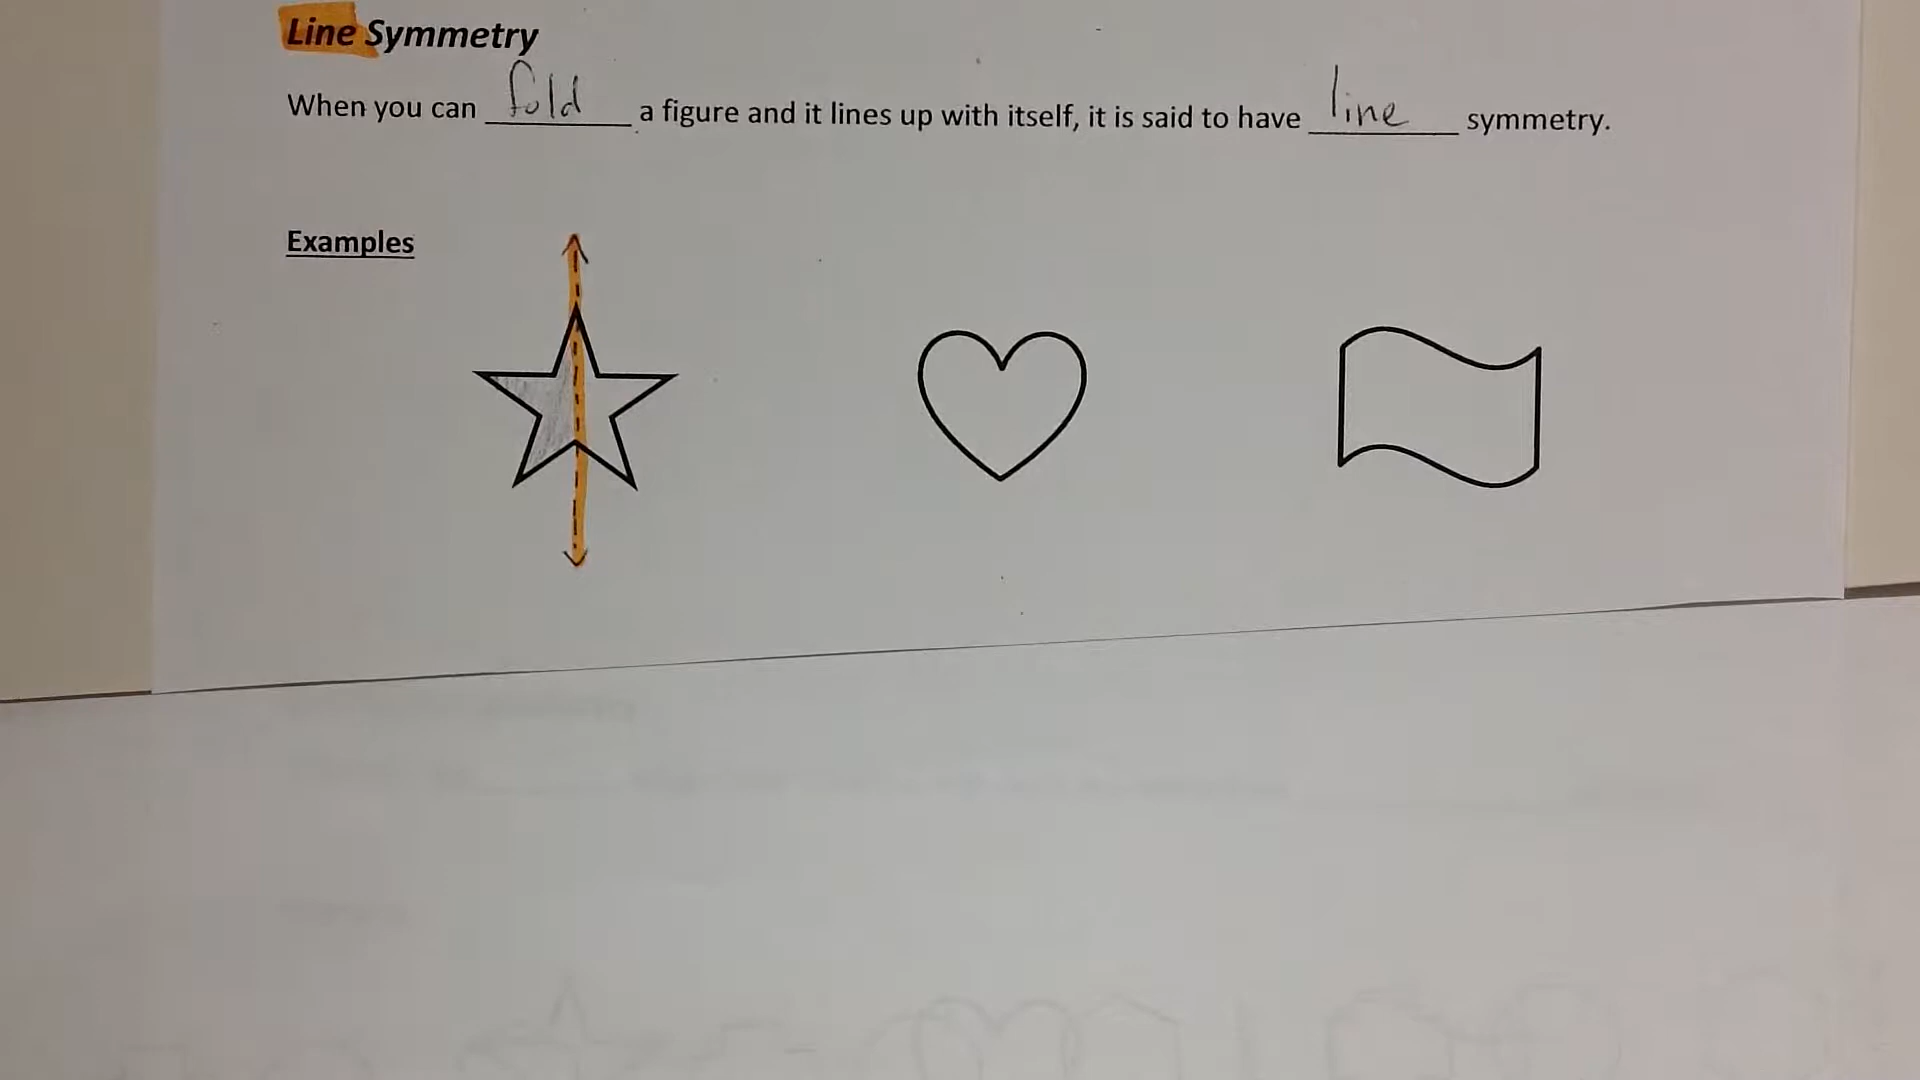 Line Symmetry
When you can fold a figure and it lines up with itself, it is said to have line symmetry.
Examples